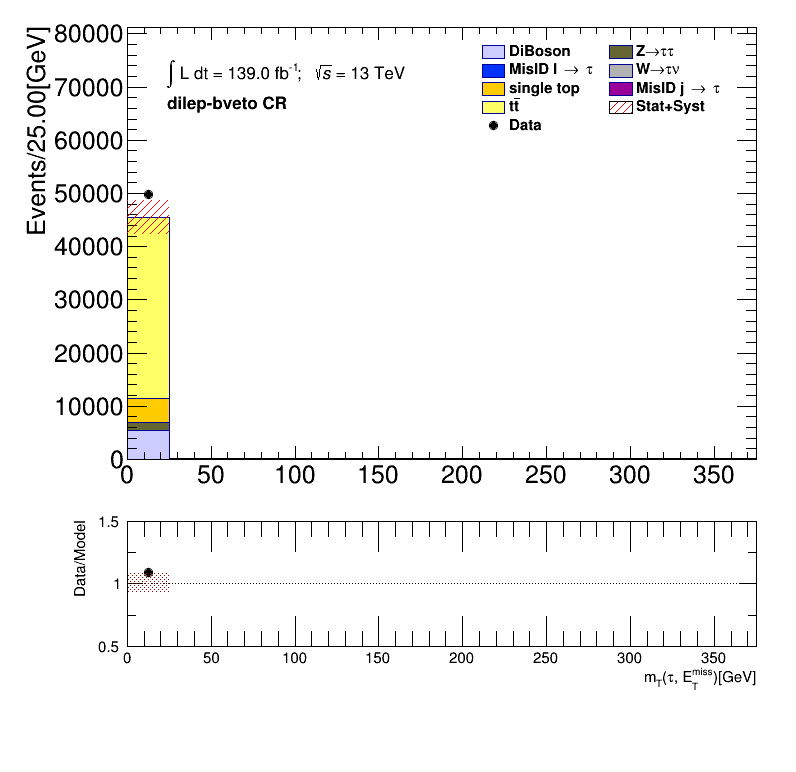 Events/25.00[GeV]
80000
70000
60000
50000
40000
30000
20000
10000
0
∫ L dt = 139.0 fb⁻¹; √s = 13 TeV
dilep-bveto CR
DiBoson
MisID l → τ
single top
tt̄
Data
Z→ττ
W→τν
MisID j → τ
Stat+Syst
0 50 100 150 200 250 300 350
Data/Model
1.5
1
0.5
0 50 100 150 200 250 300 350
m_T(τ, E_T^miss)[GeV]